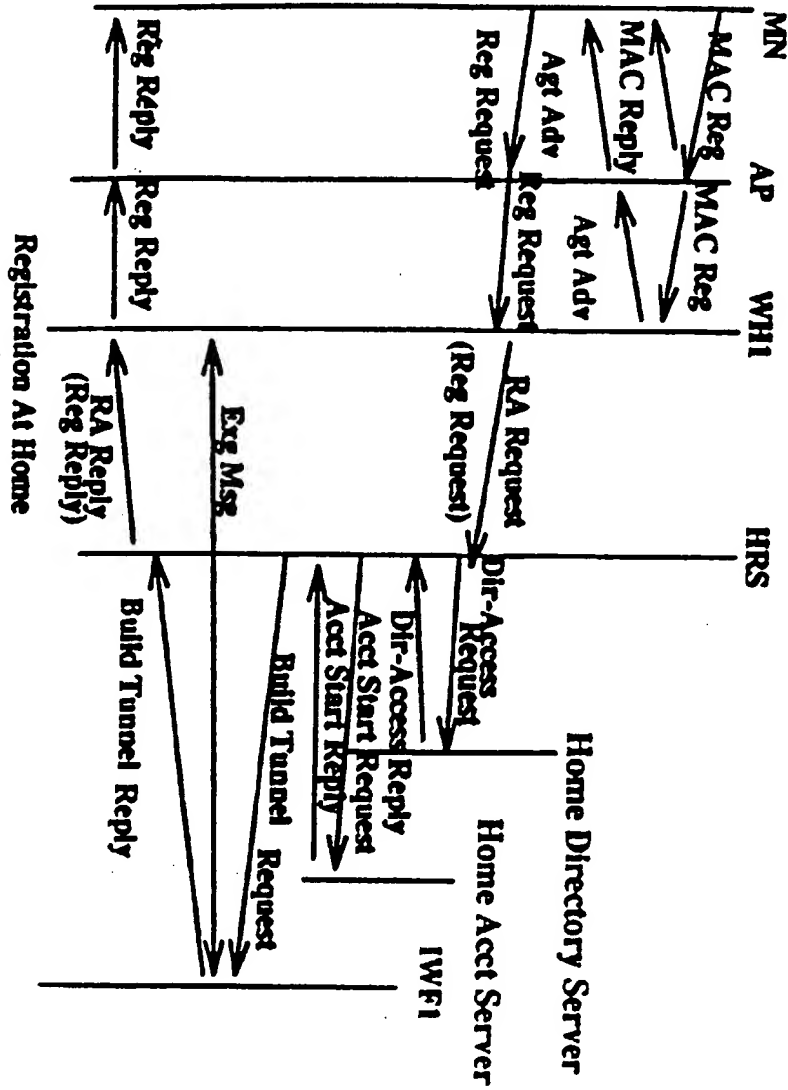 MN
AP
WH1
HRS
Home Directory Server
Home Acct Server
IWF1
MAC Reg
MAC Reg
MAC Reply
Agt Adv
Agt Adv
Reg Request
Reg Request
RA Request
(Reg Request)
Dir-Access
Request
Dir-Access Reply
Acct Start Request
Acct Start Reply
Build Tunnel Request
Exg Msg
Build Tunnel Reply
RA Reply
(Reg Reply)
Reg Reply
Reg Reply
Registration At Home